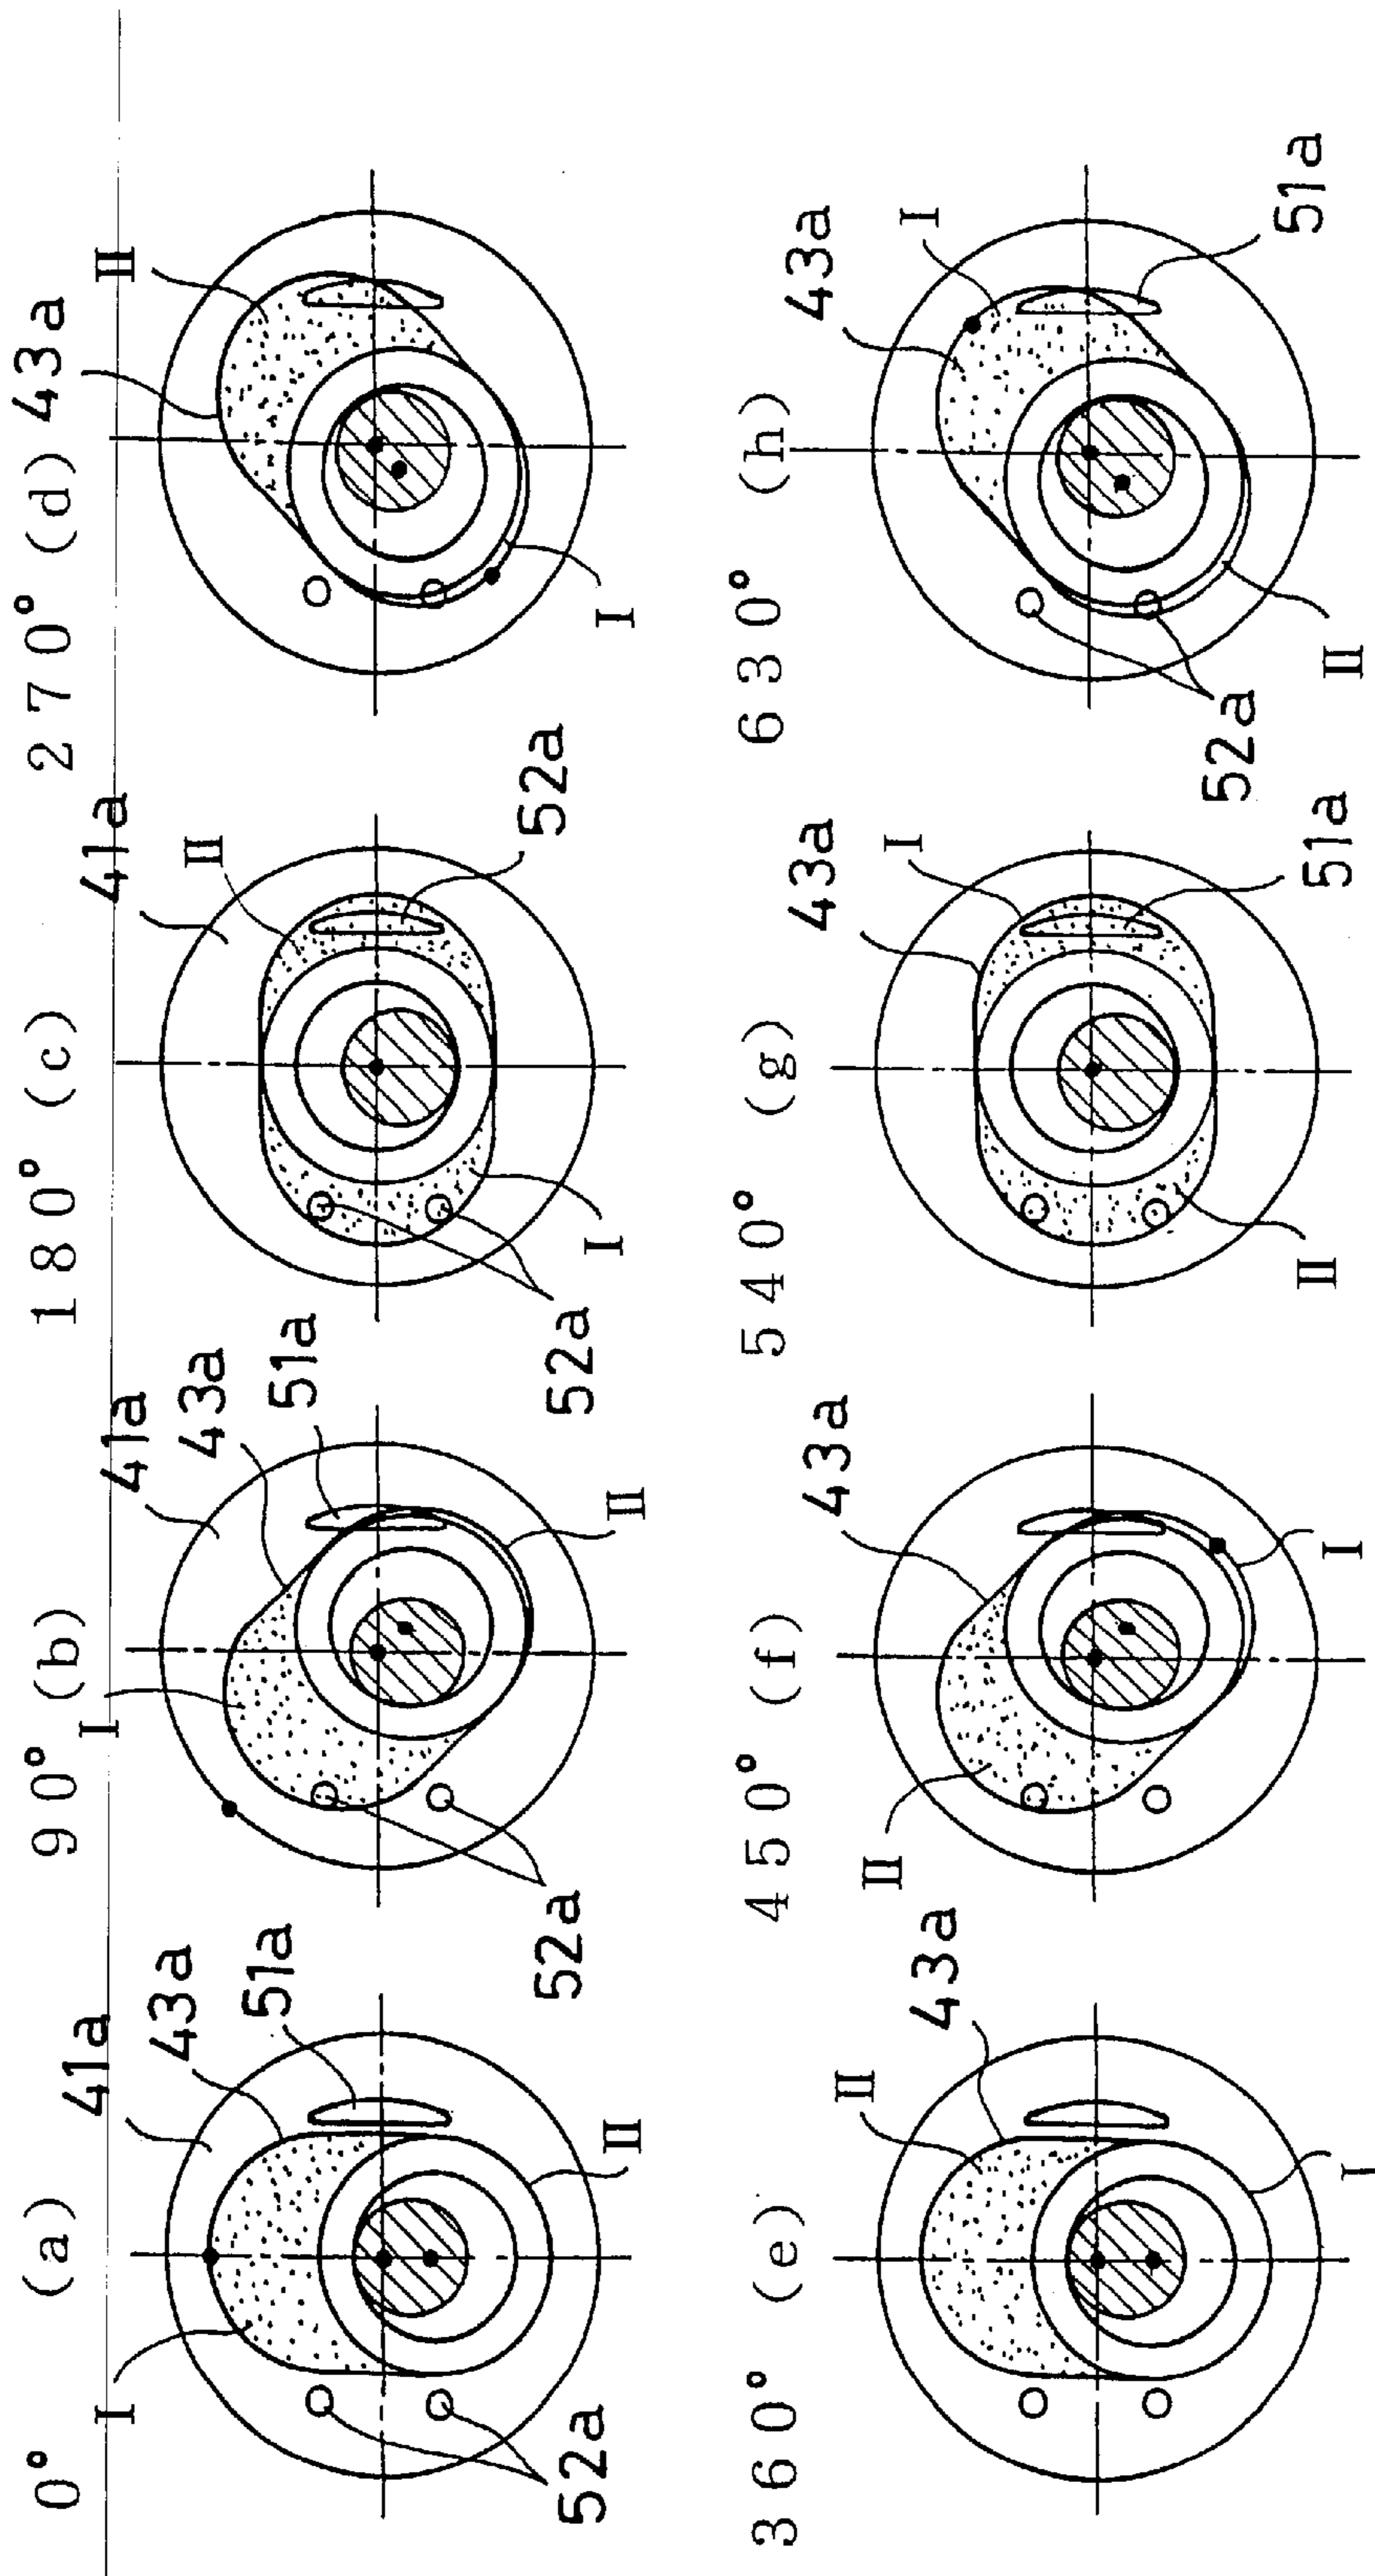 0° (a)
41a
43a
51a
I
II
52a
90° (b)
41a
43a
51a
I
II
52a
180° (c)
41a
II
52a
I
52a
270° (d)
43a
II
I
360° (e)
II
43a
I
450° (f)
43a
II
I
540° (g)
43a
I
51a
II
630° (h)
43a
I
51a
52a
II